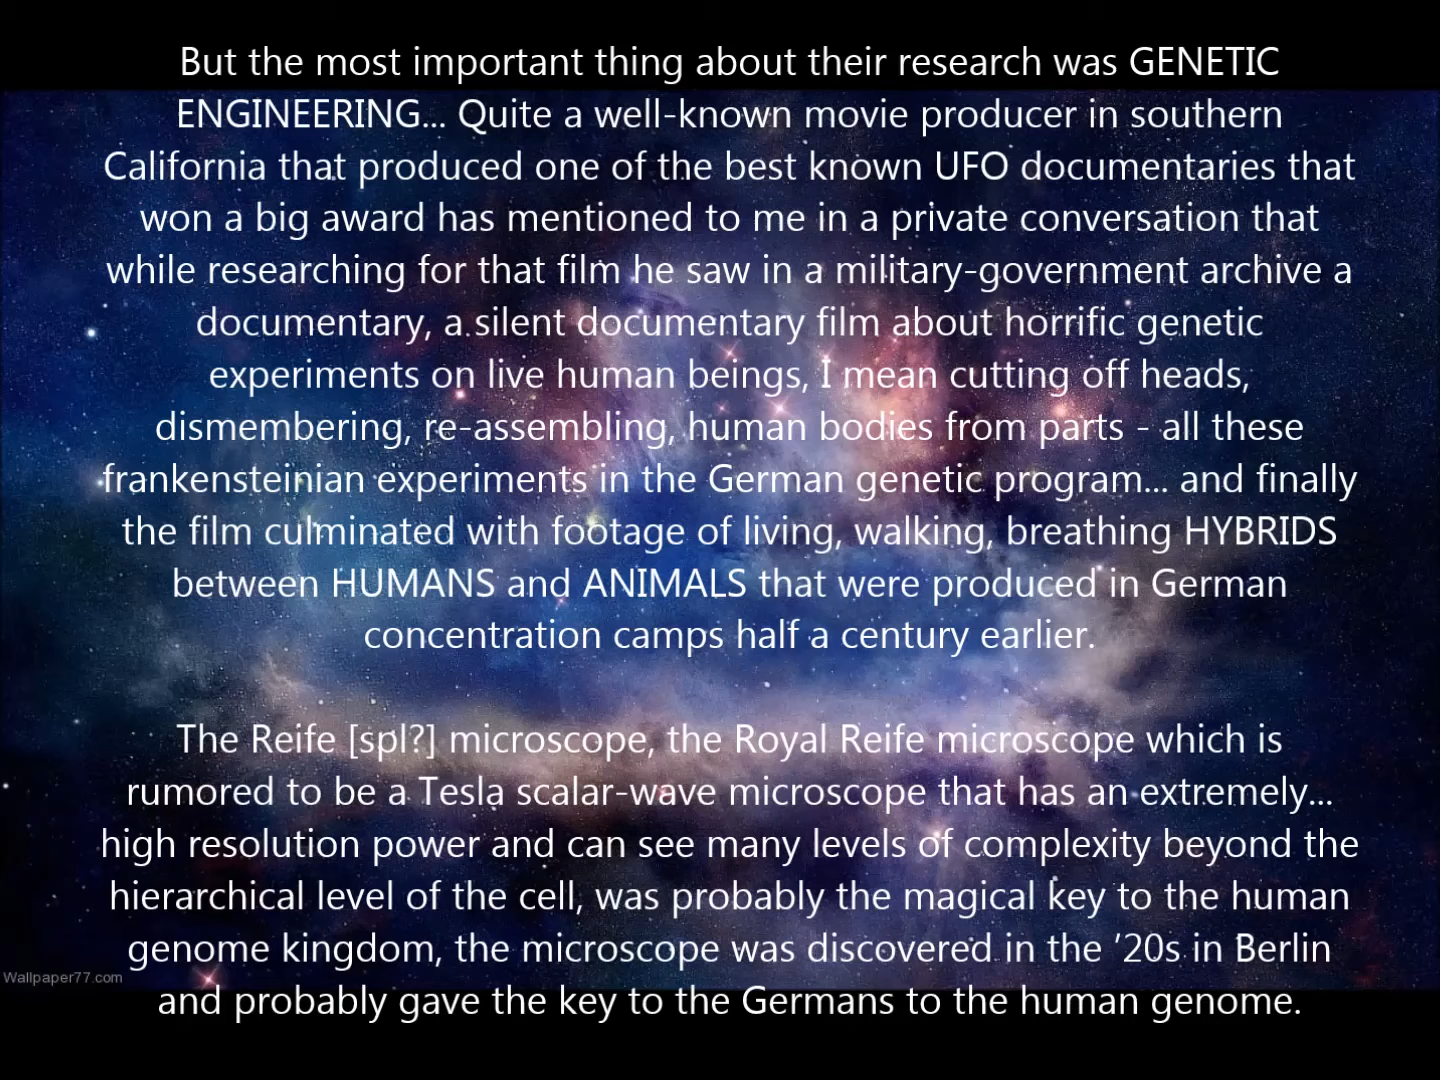 But the most important thing about their research was GENETIC
ENGINEERING... Quite a well-known movie producer in southern
California that produced one of the best known UFO documentaries that
won a big award has mentioned to me in a private conversation that
while researching for that film he saw in a military-government archive a
documentary, a silent documentary film about horrific genetic
experiments on live human beings, I mean cutting off heads,
dismembering, re-assembling, human bodies from parts - all these
frankensteinian experiments in the German genetic program... and finally
the film culminated with footage of living, walking, breathing HYBRIDS
between HUMANS and ANIMALS that were produced in German
concentration camps half a century earlier.
The Reife [spl?] microscope, the Royal Reife microscope which is
rumored to be a Tesla scalar-wave microscope that has an extremely...
high resolution power and can see many levels of complexity beyond the
hierarchical level of the cell, was probably the magical key to the human
genome kingdom, the microscope was discovered in the '20s in Berlin
Wallpaper77.com
and probably gave the key to the Germans to the human genome.